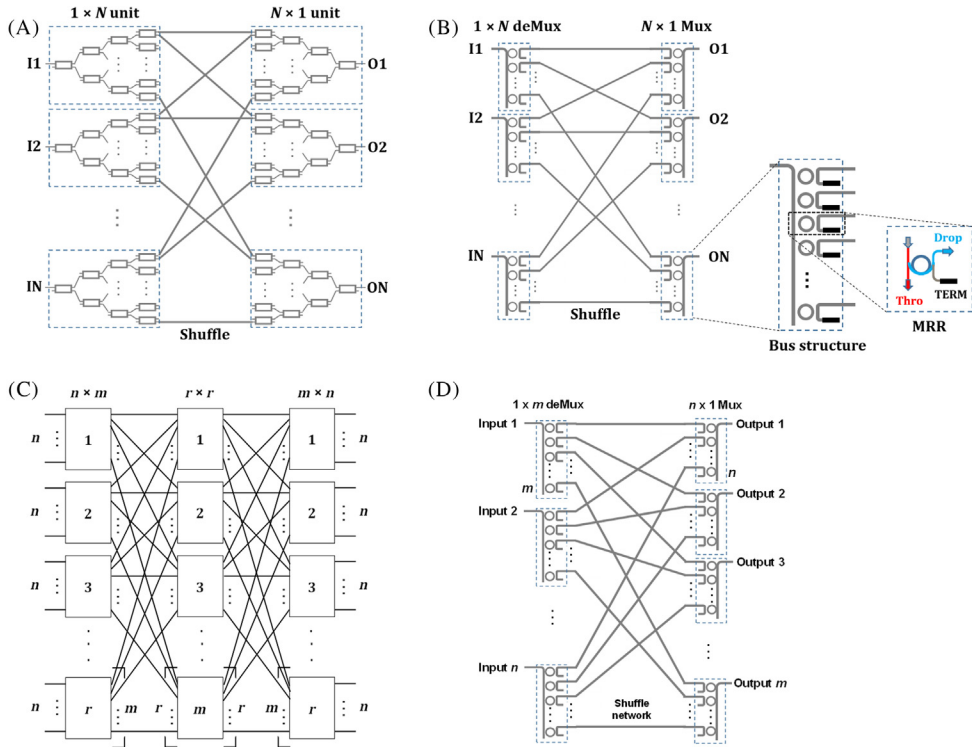 (A)
1 × N unit
N × 1 unit
I1
O1
I2
O2
IN
ON
Shuffle
(B)
1 × N deMux
N × 1 Mux
I1
O1
I2
O2
IN
ON
Shuffle
Bus structure
Drop
Thro
TERM
MRR
(C)
n × m
r × r
m × n
n
1
1
1
n
n
2
2
2
n
n
3
3
3
n
n
r
m
r
m
r
m
r
n
(D)
1 x m deMux
n x 1 Mux
Input 1
Output 1
m
n
Input 2
Output 2
Output 3
Input n
Output m
Shuffle
network